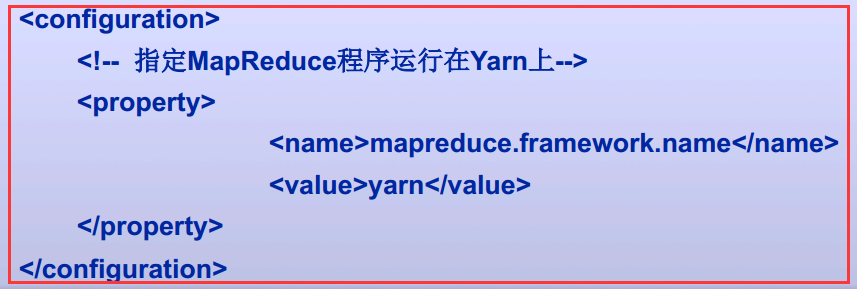 <configuration>
<!-- 指定MapReduce程序运行在Yarn上-->
<property>
<name>mapreduce.framework.name</name>
<value>yarn</value>
</property>
</configuration>